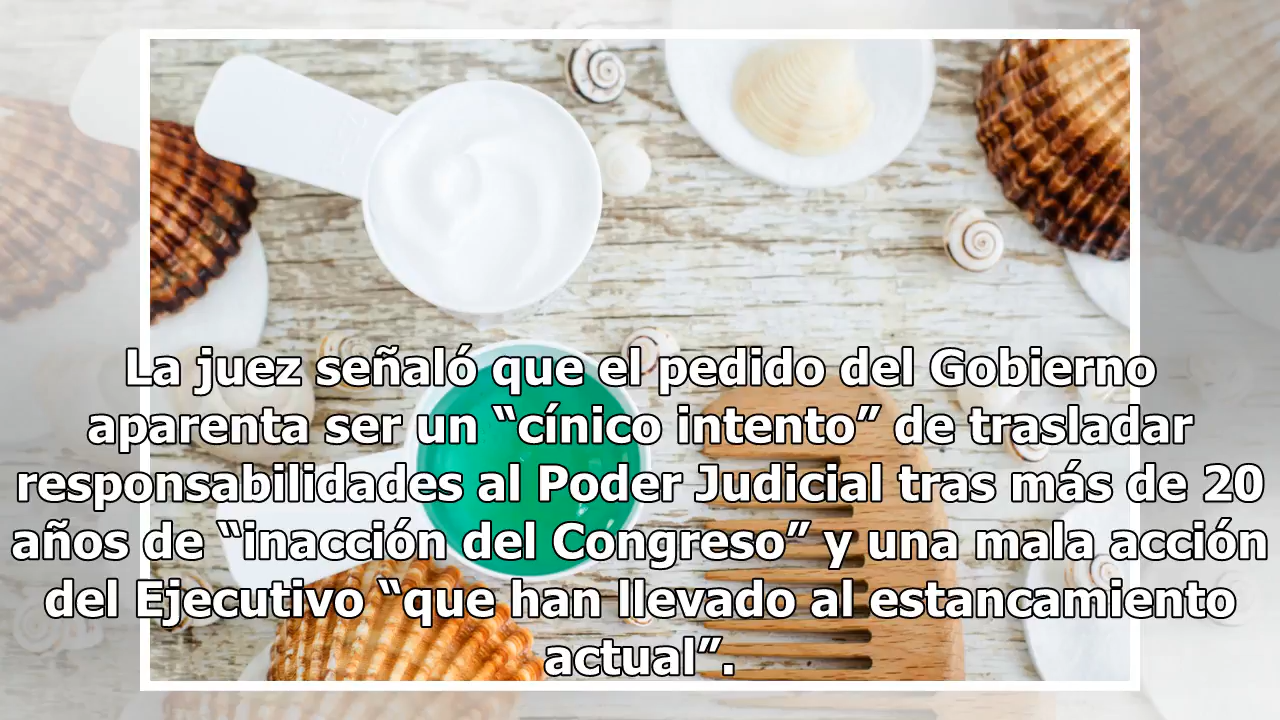 La juez señaló que el pedido del Gobierno
aparenta ser un “cínico intento” de trasladar
responsabilidades al Poder Judicial tras más de 20
años de “inacción del Congreso” y una mala acción
del Ejecutivo “que han llevado al estancamiento
actual”.